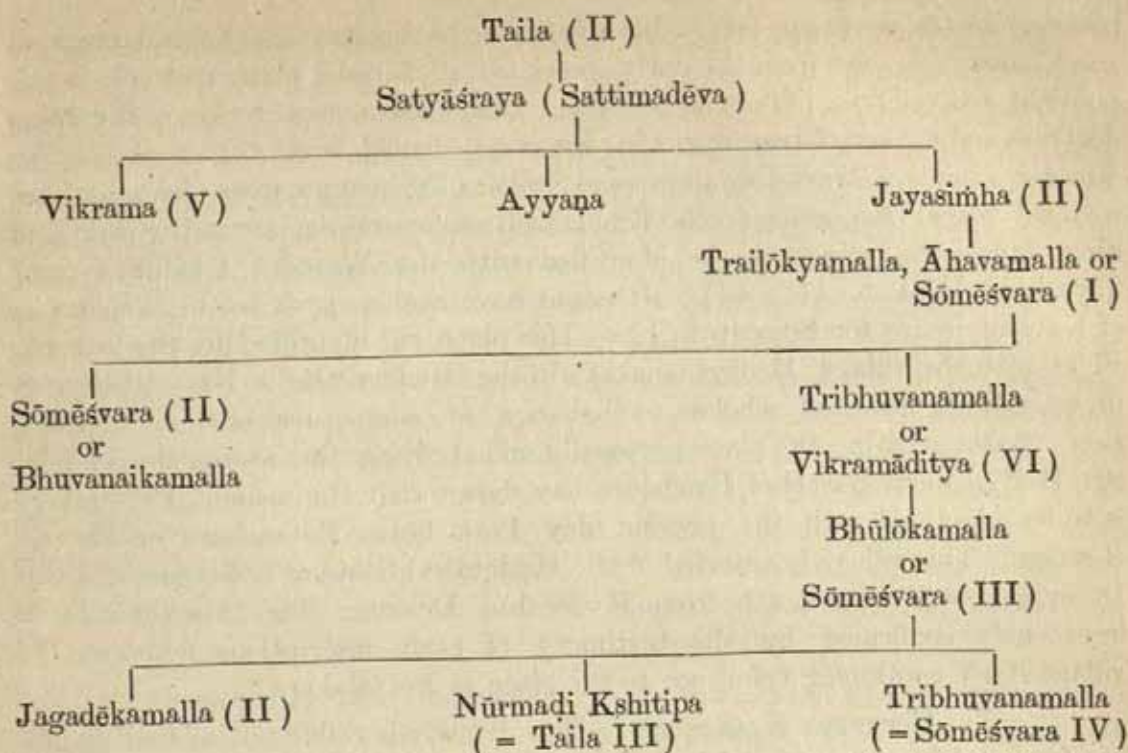 Taila (II)
Satyāśraya (Sattimadēva)
Vikrama (V) Ayyaṇa Jayasiṁha (II)
Trailōkyamalla, Āhavamalla or
Sōmēśvara (I)
Sōmēśvara (II)
or
Bhuvanaikamalla
Tribhuvanamalla
or
Vikramāditya (VI)
Bhūlōkamalla
or
Sōmēśvara (III)
Jagadēkamalla (II)
Nūrmaḍi Kshitipa
(= Taila III)
Tribhuvanamalla
(=Sōmēśvara IV)